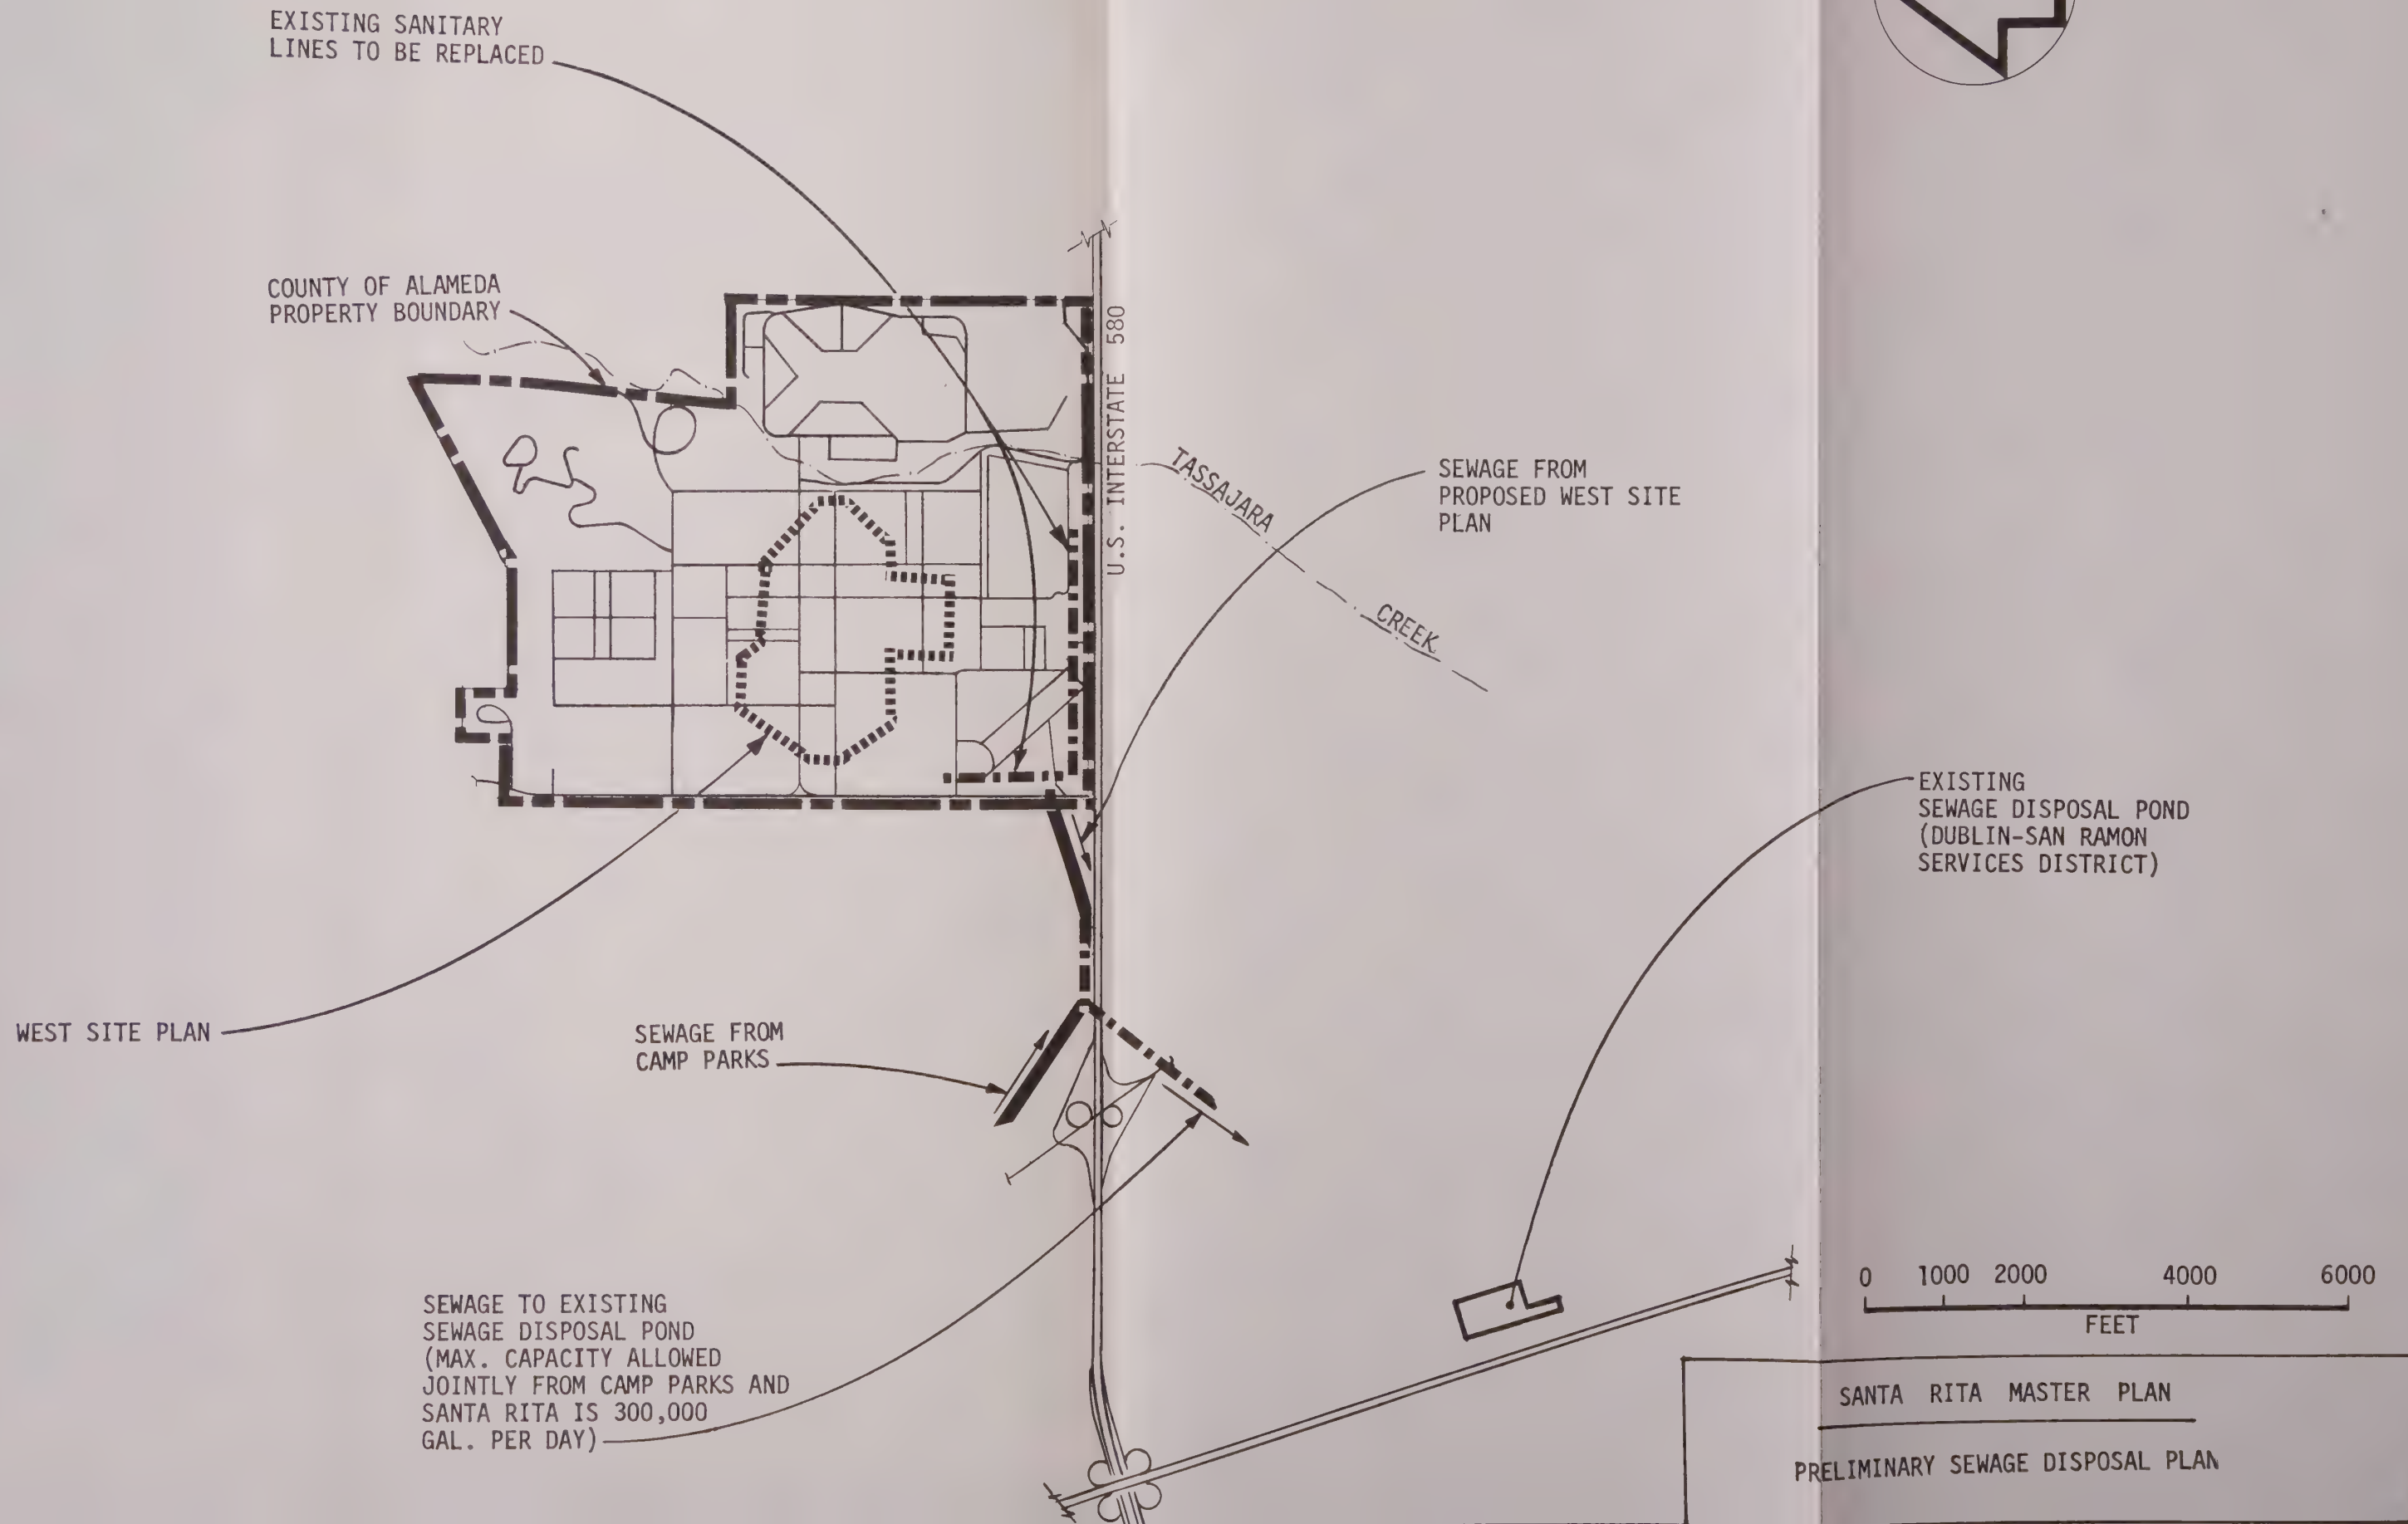 EXISTING SANITARY
LINES TO BE REPLACED
COUNTY OF ALAMEDA
PROPERTY BOUNDARY
U.S. INTERSTATE 580
TASSAJARA
CREEK
SEWAGE FROM
PROPOSED WEST SITE
PLAN
EXISTING
SEWAGE DISPOSAL POND
(DUBLIN-SAN RAMON
SERVICES DISTRICT)
WEST SITE PLAN
SEWAGE FROM
CAMP PARKS
SEWAGE TO EXISTING
SEWAGE DISPOSAL POND
(MAX. CAPACITY ALLOWED
JOINTLY FROM CAMP PARKS AND
SANTA RITA IS 300,000
GAL. PER DAY)
0 1000 2000 4000 6000
FEET
SANTA RITA MASTER PLAN
PRELIMINARY SEWAGE DISPOSAL PLAN